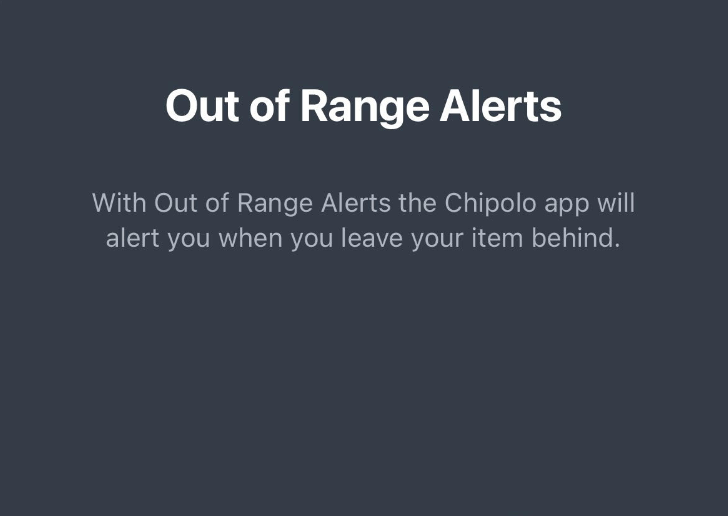 Out of Range Alerts
With Out of Range Alerts the Chipolo app will
alert you when you leave your item behind.